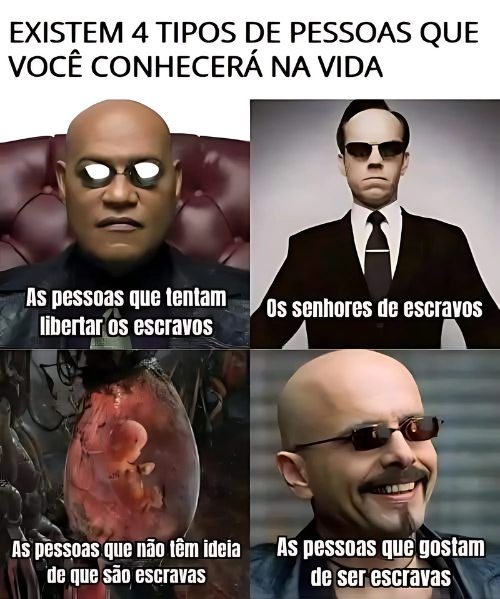 EXISTEM 4 TIPOS DE PESSOAS QUE
VOCÊ CONHECERÁ NA VIDA
As pessoas que tentam
libertar os escravos
Os senhores de escravos
As pessoas que não têm ideia
de que são escravas
As pessoas que gostam
de ser escravas